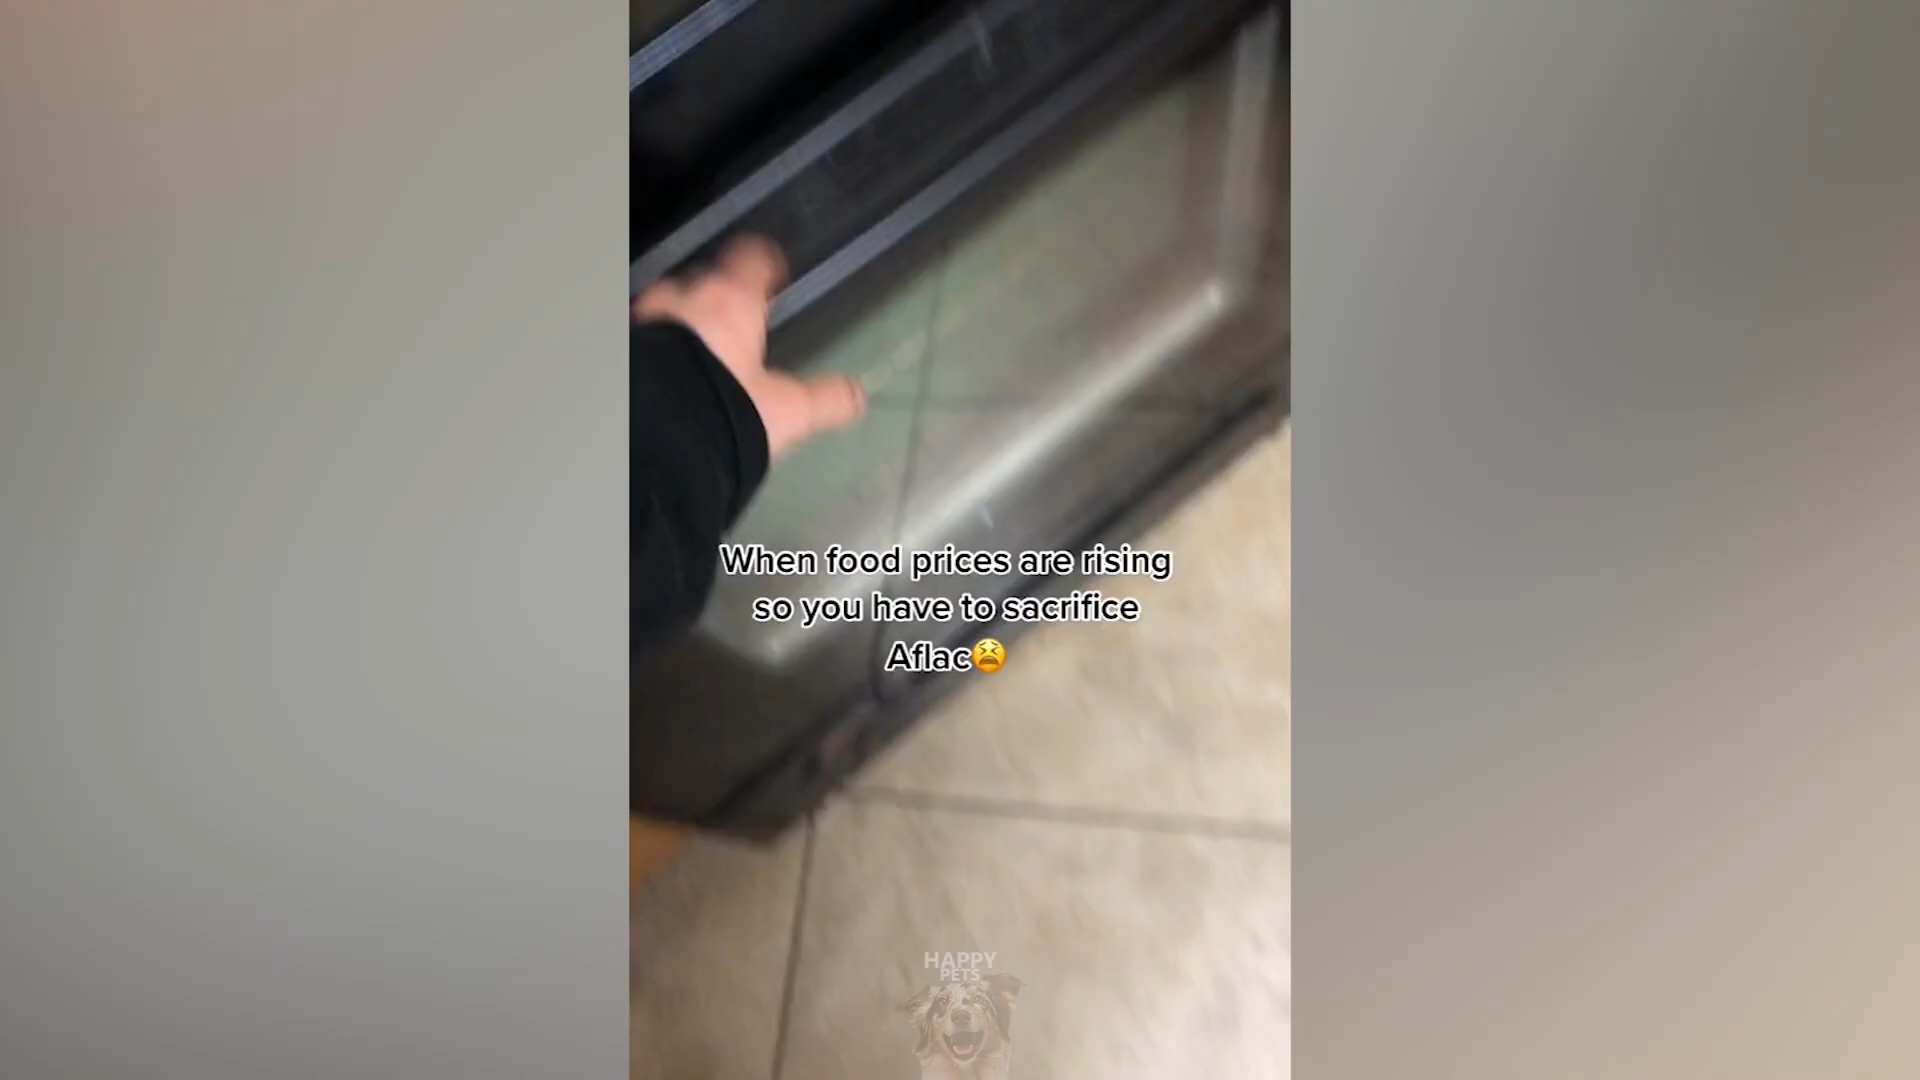 When food prices are rising
so you have to sacrifice
Aflac😫
HAPPY
PETS